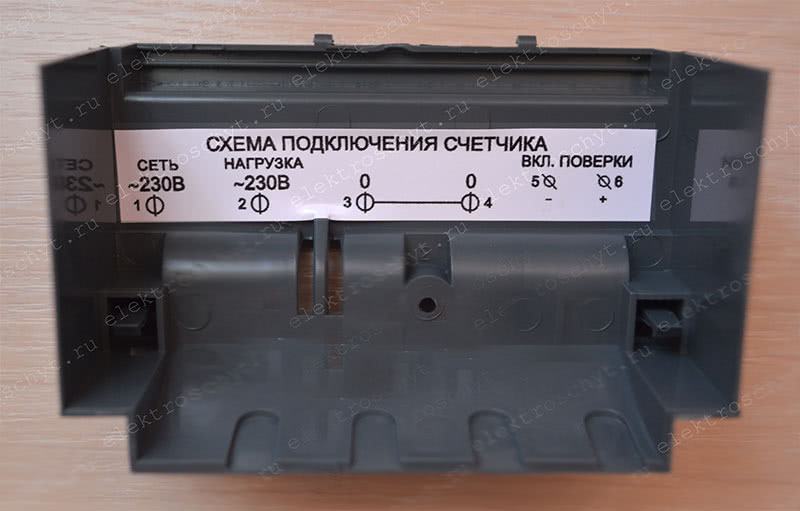 СХЕМА ПОДКЛЮЧЕНИЯ СЧЕТЧИКА
СЕТЬ НАГРУЗКА ВКЛ. ПОВЕРКИ
~230В ~230В 0 0 5 6
1 2 3 4 - +
elektroschyt.ru